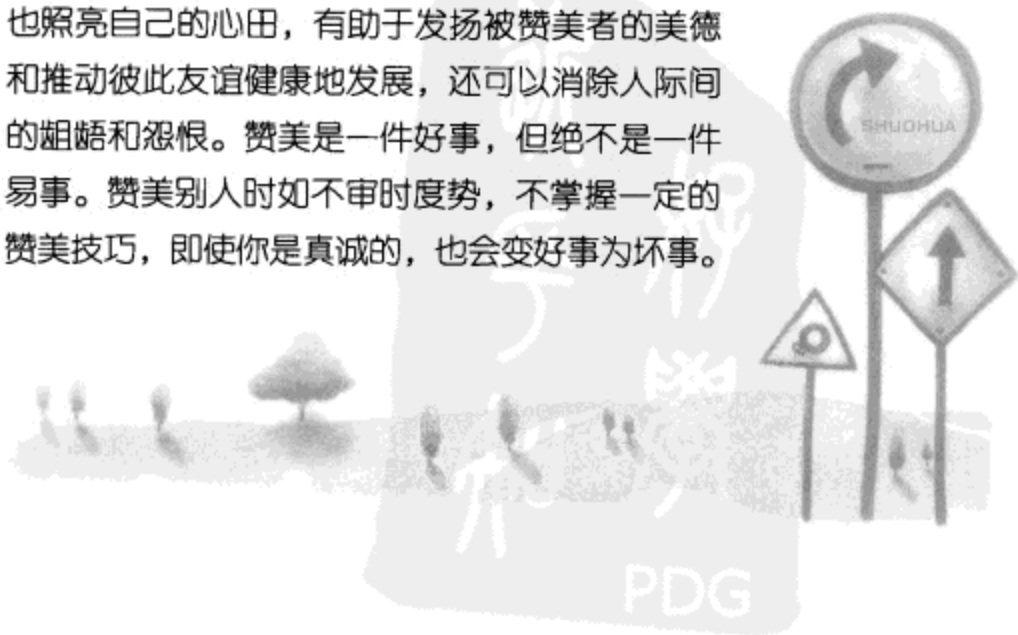 也照亮自己的心田，有助于发扬被赞美者的美德
和推动彼此友谊健康地发展，还可以消除人际间
的龃龉和怨恨。赞美是一件好事，但绝不是一件
易事。赞美别人时如不审时度势，不掌握一定的
赞美技巧，即使你是真诚的，也会变好事为坏事。
SHUOHUA
PDG